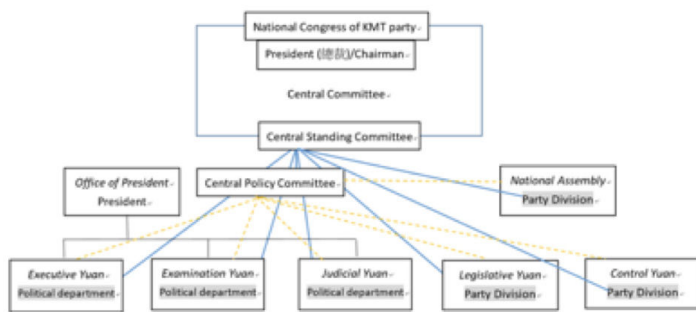 National Congress of KMT party
President (總裁)/Chairman
Central Committee
Central Standing Committee
Office of President
President
Central Policy Committee
National Assembly
Party Division
Executive Yuan
Political department
Examination Yuan
Political department
Judicial Yuan
Political department
Legislative Yuan
Party Division
Control Yuan
Party Division